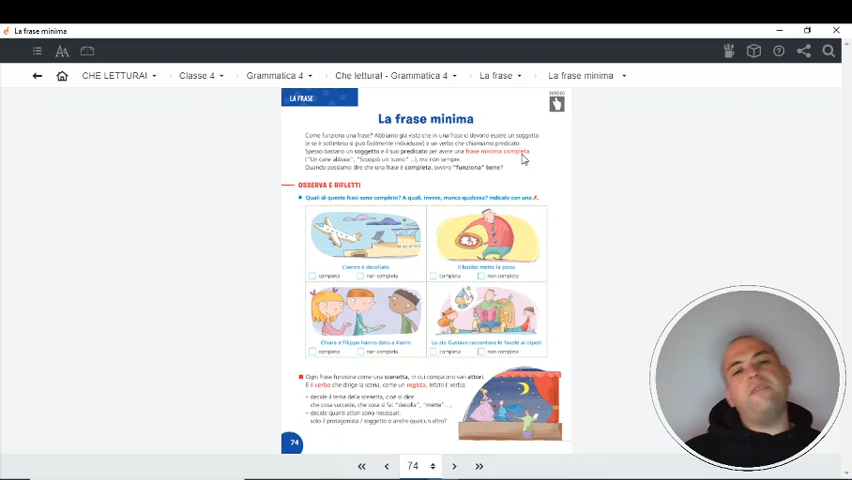 La frase minima
CHE LETTURA!
Classe 4
Grammatica 4
Che lettura! - Grammatica 4
La frase
La frase minima
LA FRASE
La frase minima
Come funziona una frase? Abbiamo già visto che in una frase ci devono essere un soggetto
(e se è sottinteso si può facilmente individuare) e un verbo che chiamiamo predicato.
Spesso bastano un soggetto e il suo predicato per avere una frase minima completa
("Un cane abbaia", "Scoppiò un tuono" ...), ma non sempre.
Quando possiamo dire che una frase è completa, ovvero "funziona" bene?
OSSERVA E RIFLETTI
Quali di queste frasi sono complete? A quali, invece, manca qualcosa? Indicalo con una ✗.
L'aereo è decollato
completa
non completa
Il babbo mette la pizza
completa
non completa
Chiara e Filippo hanno dato a Karim
completa
non completa
Lo zio Gustavo raccontava le favole ai nipoti
completa
non completa
Ogni frase funziona come una scenetta, in cui compaiono vari attori.
È il verbo che dirige la scena, come un regista. Infatti il verbo:
• decide il tema della scenetta, cioè ci dice
che cosa succede, che cosa si fa: "decolla", "mette"...,
• decide quanti attori sono necessari:
solo il protagonista / soggetto o anche qualcun altro?
74
74